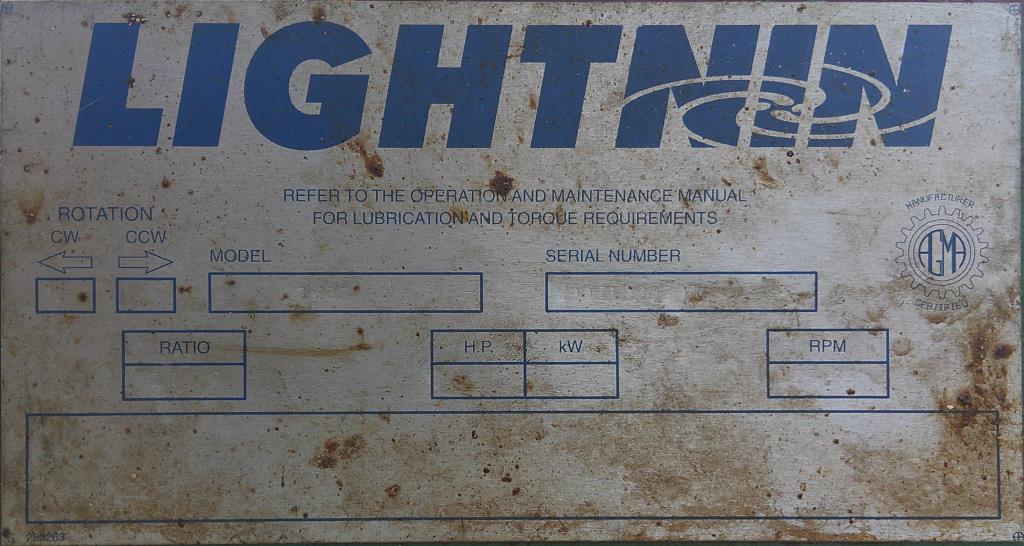 LIGHTNIN
REFER TO THE OPERATION AND MAINTENANCE MANUAL
FOR LUBRICATION AND TORQUE REQUIREMENTS
ROTATION
CW CCW
MODEL SERIAL NUMBER
MANUFACTURER
AGMA
CERTIFIED
RATIO H.P. kW RPM